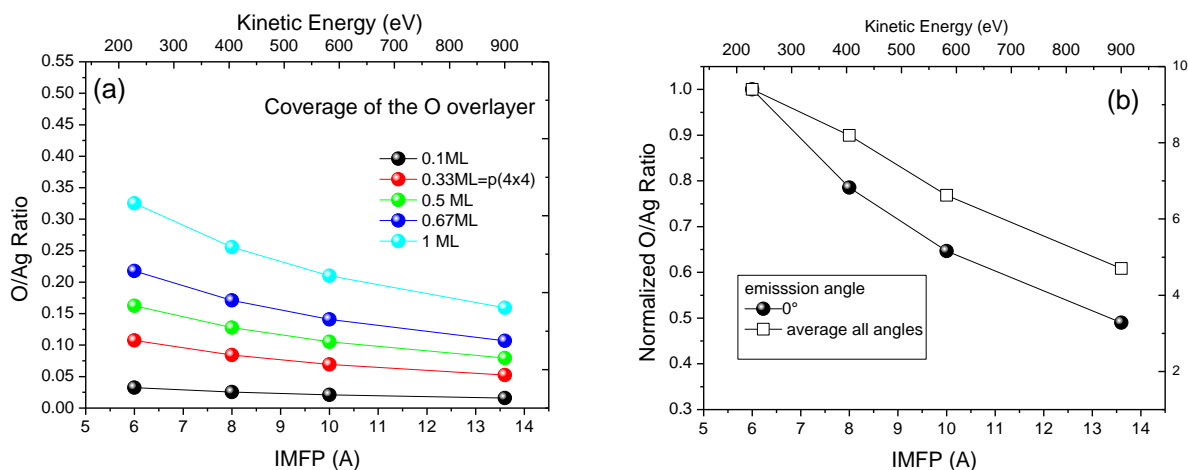 Kinetic Energy (eV)
200 300 400 500 600 700 800 900
0.55
0.50
0.45
0.40
0.35
0.30
0.25
0.20
0.15
0.10
0.05
0.00
O/Ag Ratio
(a)
Coverage of the O overlayer
0.1ML
0.33ML=p(4x4)
0.5 ML
0.67ML
1 ML
5 6 7 8 9 10 11 12 13 14
IMFP (A)
Kinetic Energy (eV)
200 300 400 500 600 700 800 900
1.0
0.9
0.8
0.7
0.6
0.5
0.4
0.3
Normalized O/Ag Ratio
(b)
emisssion angle
0°
average all angles
10
8
6
4
2
5 6 7 8 9 10 11 12 13 14
IMFP (A)